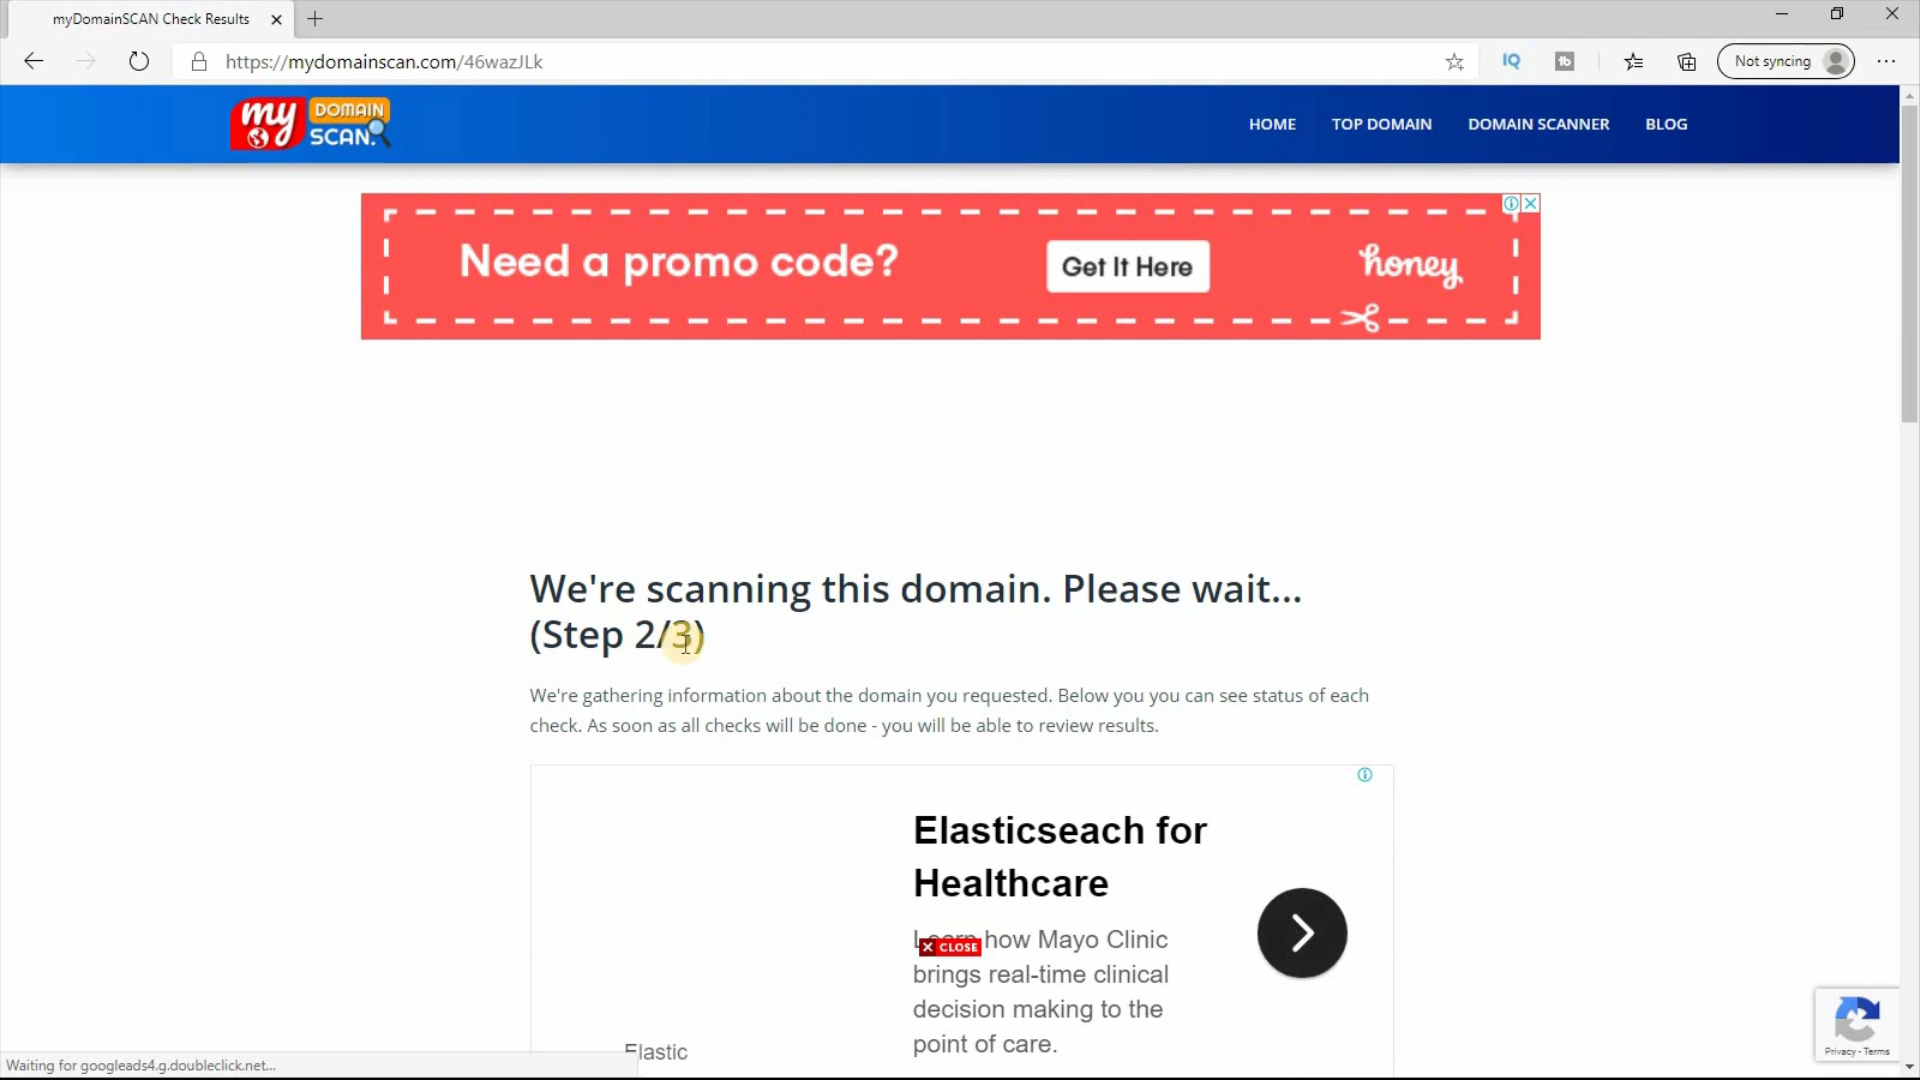 myDomainSCAN Check Results
https://mydomainscan.com/46wazJLk
IQ
Not syncing
my DOMAIN SCAN.
HOME
TOP DOMAIN
DOMAIN SCANNER
BLOG
Need a promo code?
Get It Here
honey
We're scanning this domain. Please wait...
(Step 2/3)
We're gathering information about the domain you requested. Below you you can see status of each
check. As soon as all checks will be done - you will be able to review results.
Elasticseach for
Healthcare
Learn how Mayo Clinic
CLOSE
brings real-time clinical
decision making to the
point of care.
Elastic
Privacy - Terms
Waiting for googleads4.g.doubleclick.net...